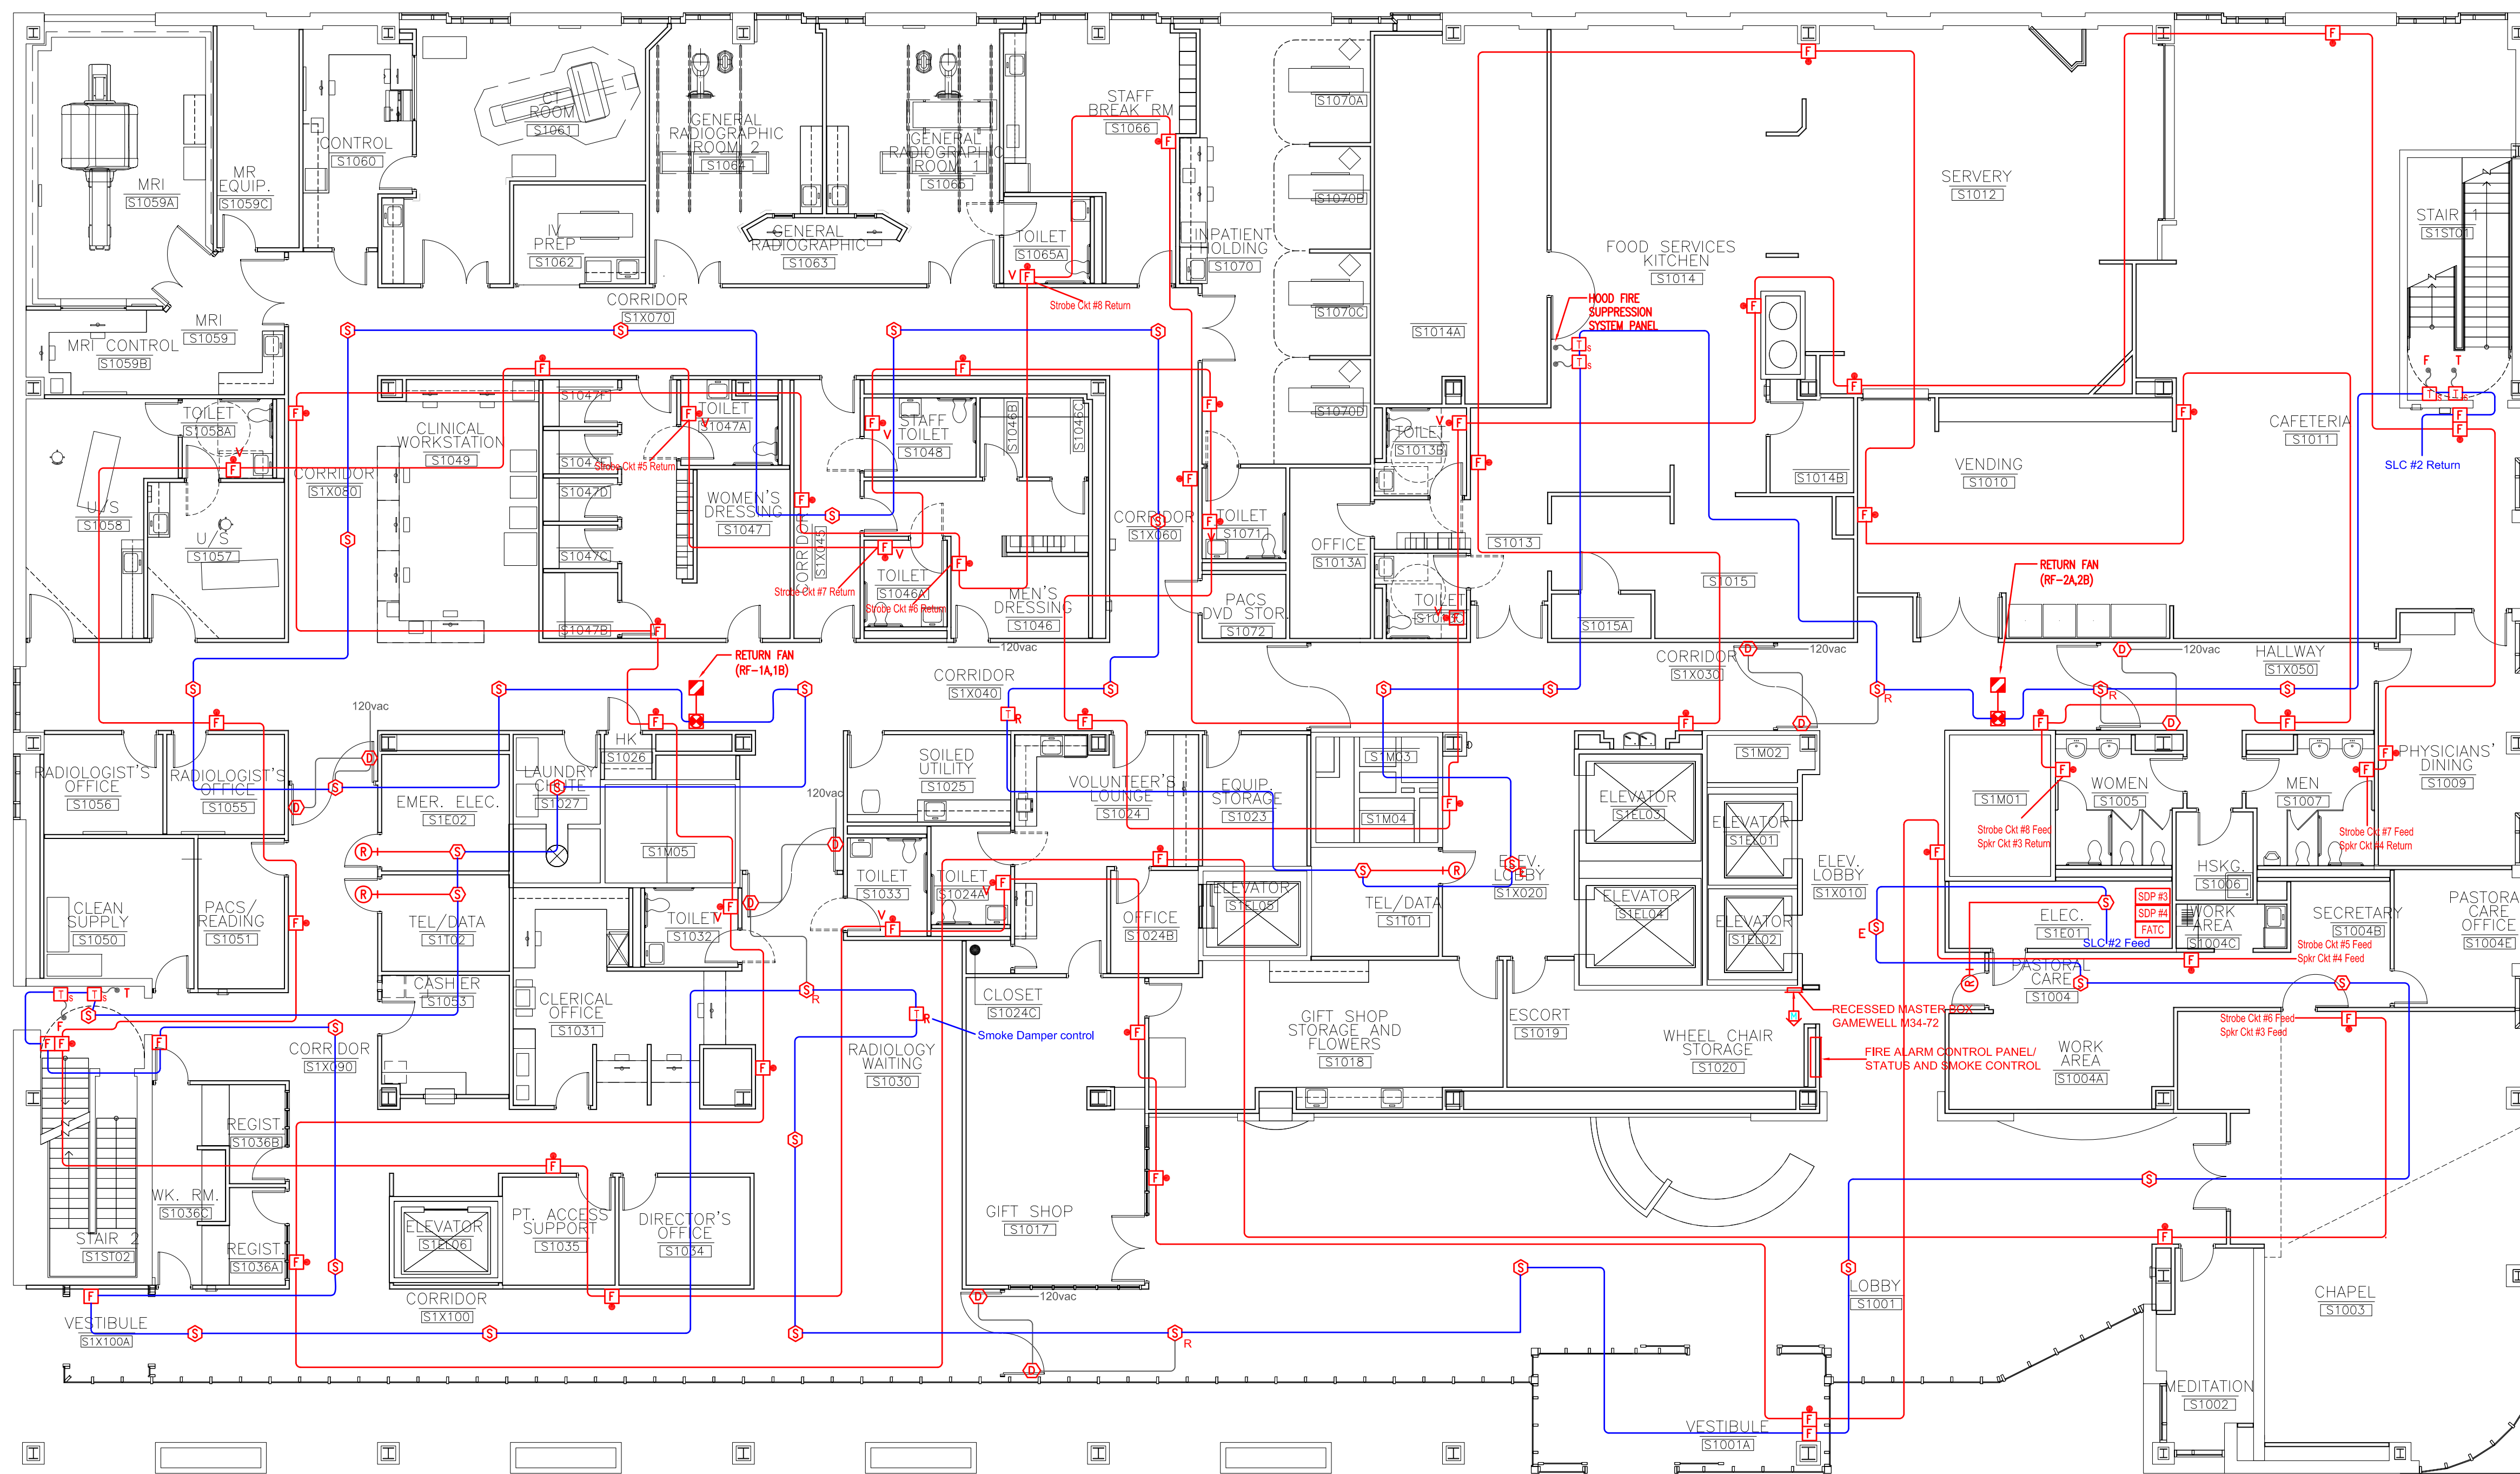 MRI
S1059A
MR
EQUIP.
S1059C
CONTROL
S1060
CT
ROOM
S1061
IV
PREP
S1062
GENERAL
RADIOGRAPHIC
ROOM 2
S1064
GENERAL
RADIOGRAPHIC
ROOM 1
S1065
GENERAL
RADIOGRAPHIC
S1063
STAFF
BREAK RM
S1066
TOILET
S1065A
Strobe Ckt #8 Return
INPATIENT
HOLDING
S1070
S1070A
S1070B
S1070C
S1070D
S1014A
FOOD SERVICES
KITCHEN
S1014
HOOD FIRE
SUPPRESSION
SYSTEM PANEL
SERVERY
S1012
STAIR 1
S1ST01
MRI
S1059
MRI CONTROL
S1059B
CORRIDOR
S1X070
TOILET
S1058A
U/S
S1058
U/S
S1057
CORRIDOR
S1X080
CLINICAL
WORKSTATION
S1049
S1047F
S1047D
S1047C
S1047B
Strobe Ckt #5 Return
TOILET
S1047A
WOMEN'S
DRESSING
S1047
CORRIDOR
S1X045
STAFF
TOILET
S1048
S1046B
S1046C
TOILET
S1046A
Strobe Ckt #7 Return
Strobe Ckt #6 Return
MEN'S
DRESSING
S1046
CORRIDOR
S1X060
TOILET
S1071
PACS
DVD STOR.
S1072
OFFICE
S1013A
TOILET
S1013B
TOILET
S1013C
S1013
S1015
S1015A
S1014B
VENDING
S1010
CAFETERIA
S1011
SLC #2 Return
RETURN FAN
(RF-2A,2B)
RETURN FAN
(RF-1A,1B)
120vac
CORRIDOR
S1X040
CORRIDOR
S1X030
120vac
120vac
HALLWAY
S1X050
120vac
RADIOLOGIST'S
OFFICE
S1056
RADIOLOGIST'S
OFFICE
S1055
EMER. ELEC.
S1E02
LAUNDRY
CHUTE
S1027
HK
S1026
S1M05
120vac
SOILED
UTILITY
S1025
VOLUNTEER'S
LOUNGE
S1024
EQUIP.
STORAGE
S1023
S1M03
S1M04
ELEVATOR
S1EL03
S1M02
ELEVATOR
S1EL01
ELEVATOR
S1EL04
ELEVATOR
S1EL02
ELEV.
LOBBY
S1X020
ELEV.
LOBBY
S1X010
S1M01
WOMEN
S1005
Strobe Ckt #8 Feed
Spkr Ckt #3 Return
MEN
S1007
Strobe Ckt #7 Feed
Spkr Ckt #4 Return
PHYSICIANS'
DINING
S1009
HSKG.
S1006
CLEAN
SUPPLY
S1050
PACS/
READING
S1051
TEL/DATA
S1T02
TOILET
S1032
TOILET
S1033
TOILET
S1024A
OFFICE
S1024B
ELEVATOR
S1EL05
TEL/DATA
S1T01
ELEC.
S1E01
SLC #2 Feed
SDP #3
SDP #4
FATC
WORK
AREA
S1004C
SECRETARY
S1004B
Strobe Ckt #5 Feed
Spkr Ckt #4 Feed
PASTORAL
CARE
OFFICE
S1004E
CASHIER
S1053
CLERICAL
OFFICE
S1031
CLOSET
S1024C
PASTORAL
CARE
S1004
Smoke Damper control
RADIOLOGY
WAITING
S1030
GIFT SHOP
STORAGE AND
FLOWERS
S1018
ESCORT
S1019
WHEEL CHAIR
STORAGE
S1020
RECESSED MASTER BOX
GAMEWELL M34-72
FIRE ALARM CONTROL PANEL/
STATUS AND SMOKE CONTROL
WORK
AREA
S1004A
Strobe Ckt #6 Feed
Spkr Ckt #3 Feed
CORRIDOR
S1X090
REGIST.
S1036B
WK. RM.
S1036C
REGIST.
S1036A
STAIR 2
S1ST02
ELEVATOR
S1EL06
PT. ACCESS
SUPPORT
S1035
DIRECTOR'S
OFFICE
S1034
GIFT SHOP
S1017
120vac
CORRIDOR
S1X100
VESTIBULE
S1X100A
LOBBY
S1001
CHAPEL
S1003
MEDITATION
S1002
VESTIBULE
S1001A